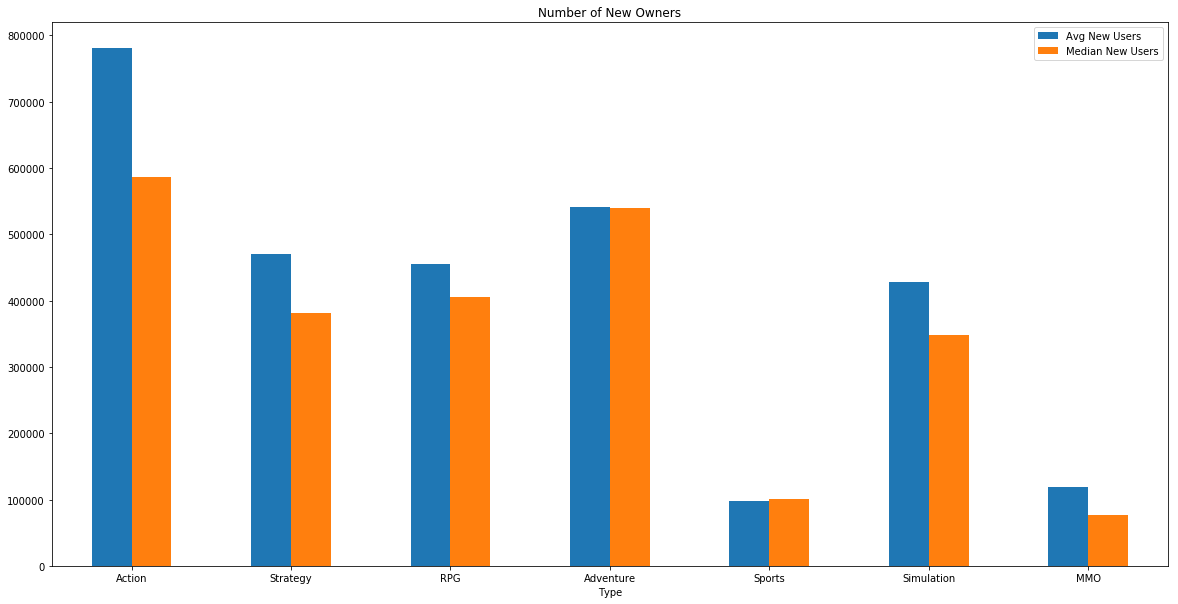 Number of New Owners
Avg New Users
Median New Users
800000
700000
600000
500000
400000
300000
200000
100000
0
Action Strategy RPG Adventure Sports Simulation MMO
Type